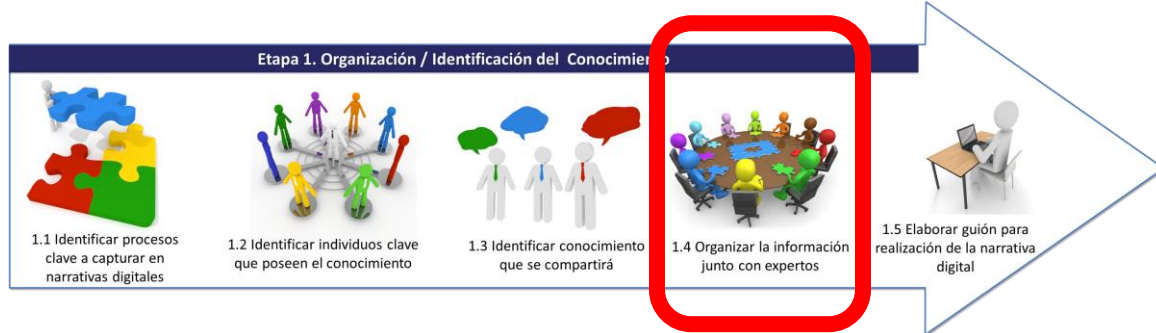 Etapa 1. Organización / Identificación del Conocimiento
1.1 Identificar procesos
clave a capturar en
narrativas digitales
1.2 Identificar individuos clave
que poseen el conocimiento
1.3 Identificar conocimiento
que se compartirá
1.4 Organizar la información
junto con expertos
1.5 Elaborar guión para
realización de la narrativa
digital